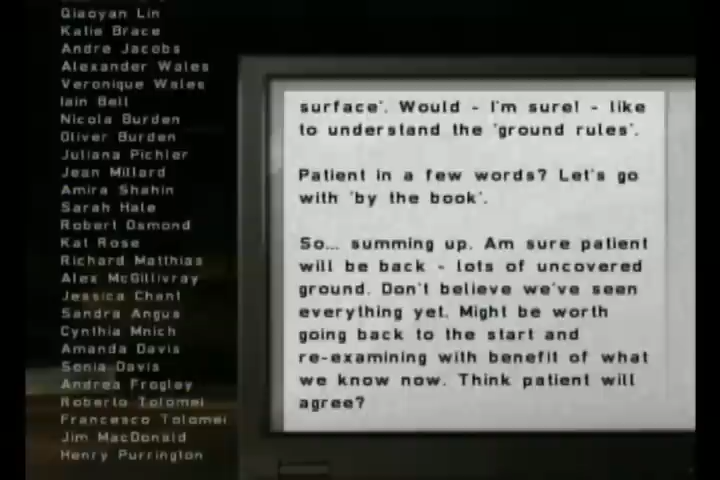 Qiaoyan Lin
Katie Brace
Andre Jacobs
Alexander Wales
Veronique Wales
Iain Bell
Nicola Burden
Oliver Burden
Juliana Pichler
Jean Millard
Amira Shahin
Sarah Hale
Robert Osmond
Kat Rose
Richard Matthias
Alex McGillivray
Jessica Chant
Sandra Angus
Cynthia Mnich
Amanda Davis
Sonia Davis
Andrea Frogley
Roberto Tolomei
Francesco Tolomei
Jim MacDonald
Henry Purrington
surface'. Would - I'm sure! - like
to understand the 'ground rules'.
Patient in a few words? Let's go
with 'by the book'.
So... summing up. Am sure patient
will be back - lots of uncovered
ground. Don't believe we've seen
everything yet. Might be worth
going back to the start and
re-examining with benefit of what
we know now. Think patient will
agree?